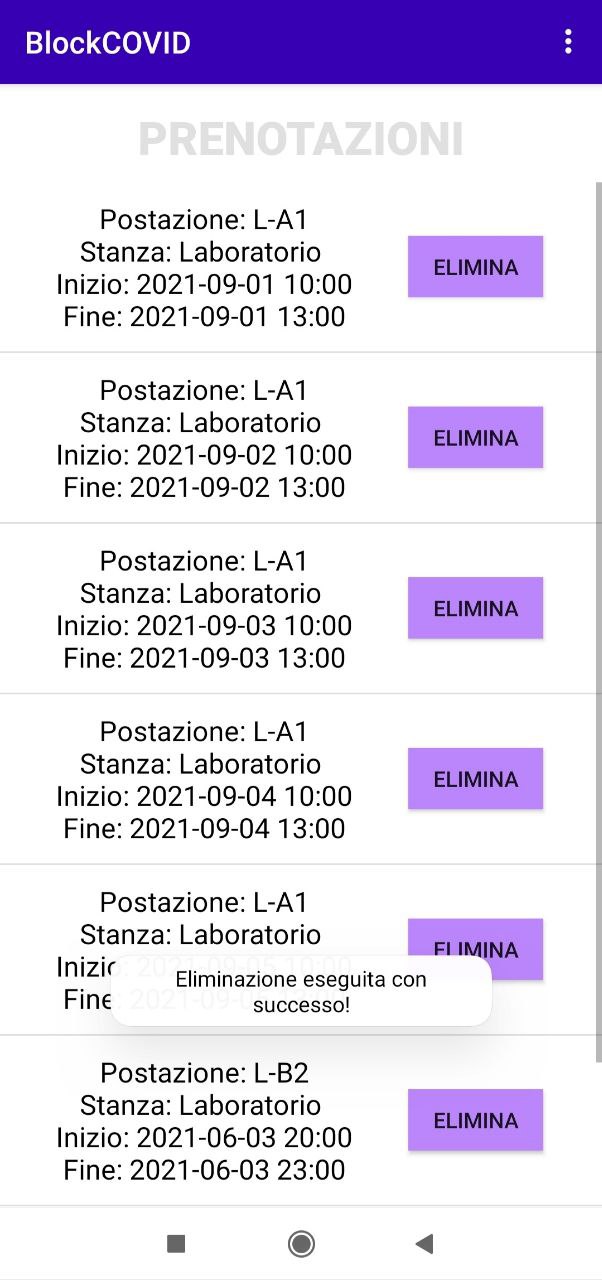 BlockCOVID
PRENOTAZIONI
Postazione: L-A1
Stanza: Laboratorio
Inizio: 2021-09-01 10:00
Fine: 2021-09-01 13:00
ELIMINA
Postazione: L-A1
Stanza: Laboratorio
Inizio: 2021-09-02 10:00
Fine: 2021-09-02 13:00
ELIMINA
Postazione: L-A1
Stanza: Laboratorio
Inizio: 2021-09-03 10:00
Fine: 2021-09-03 13:00
ELIMINA
Postazione: L-A1
Stanza: Laboratorio
Inizio: 2021-09-04 10:00
Fine: 2021-09-04 13:00
ELIMINA
Postazione: L-A1
Stanza: Laboratorio
Inizio: 2021-09-05 10:00
Fine:
ELIMINA
Eliminazione eseguita con
successo!
Postazione: L-B2
Stanza: Laboratorio
Inizio: 2021-06-03 20:00
Fine: 2021-06-03 23:00
ELIMINA